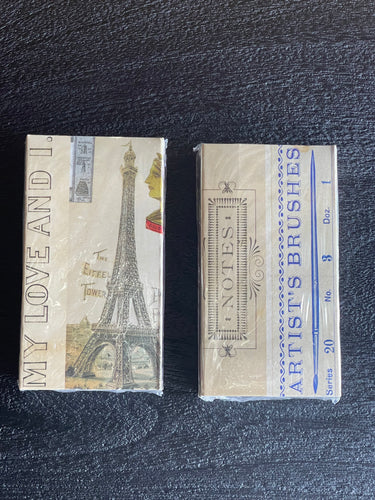 MY LOVE AND I.
THE
EIFFEL
TOWER
NOTES
ARTIST'S BRUSHES
Series 20 No. 3 Doz. 1